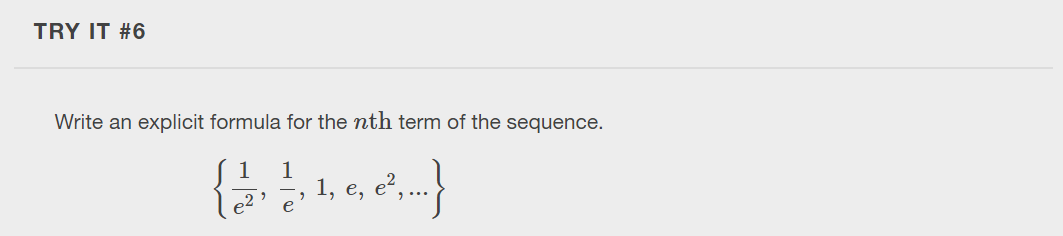 TRY IT #6
Write an explicit formula for the nth term of the sequence.
{1/e², 1/e, 1, e, e², ...}